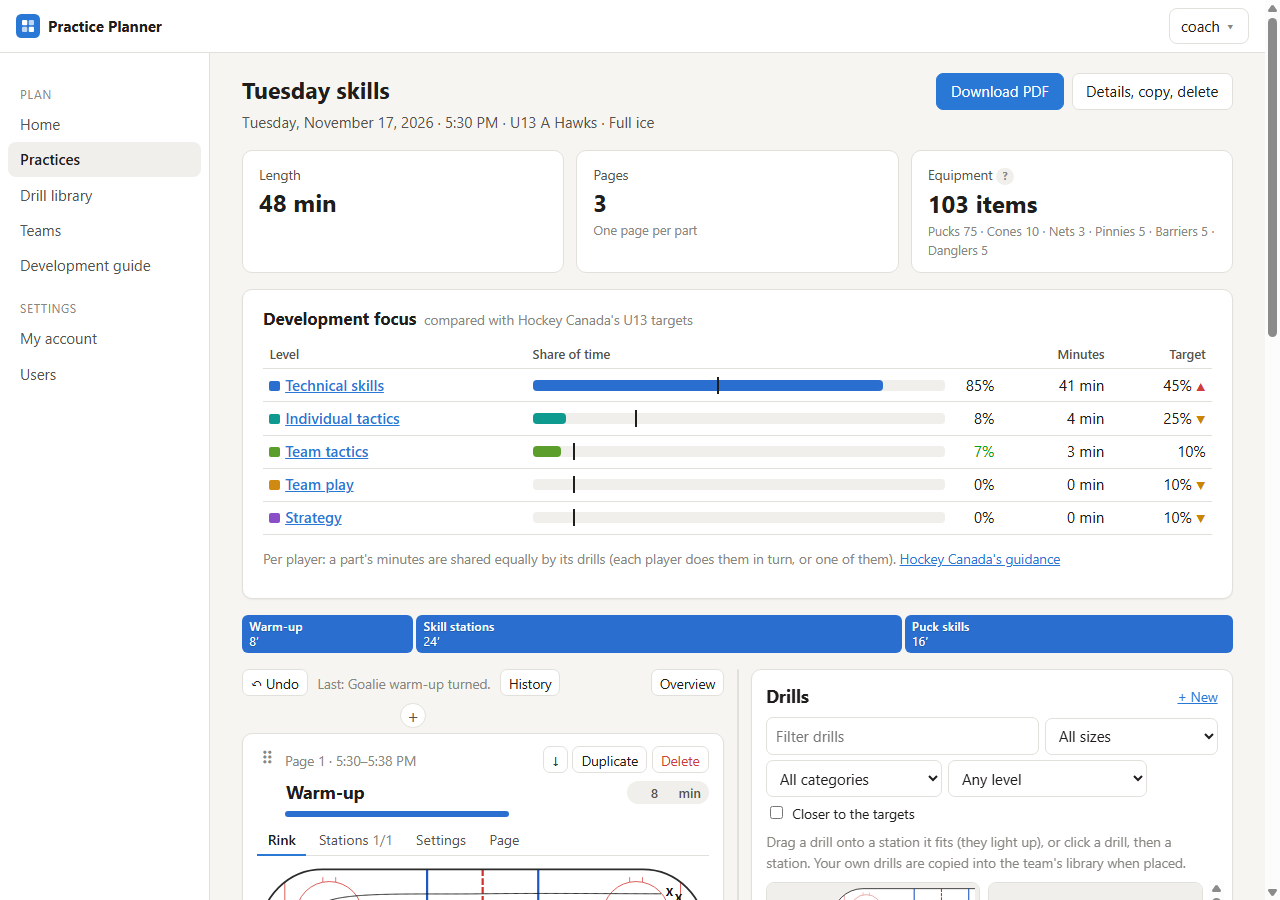 Practice Planner
coach
PLAN
Home
Practices
Drill library
Teams
Development guide
SETTINGS
My account
Users
Tuesday skills
Download PDF
Details, copy, delete
Tuesday, November 17, 2026 · 5:30 PM · U13 A Hawks · Full ice
Length
48 min
Pages
3
One page per part
Equipment ?
103 items
Pucks 75 · Cones 10 · Nets 3 · Pinnies 5 · Barriers 5 ·
Danglers 5
Development focus compared with Hockey Canada's U13 targets
Level Share of time Minutes Target
Technical skills 85% 41 min 45% ▲
Individual tactics 8% 4 min 25% ▼
Team tactics 7% 3 min 10%
Team play 0% 0 min 10% ▼
Strategy 0% 0 min 10% ▼
Per player: a part's minutes are shared equally by its drills (each player does them in turn, or one of them). Hockey Canada's guidance
Warm-up
8′
Skill stations
24′
Puck skills
16′
↶ Undo Last: Goalie warm-up turned. History Overview
+
Page 1 · 5:30–5:38 PM ↓ Duplicate Delete
Warm-up 8 min
Rink Stations 1/1 Settings Page
X
X
Drills + New
Filter drills All sizes
All categories Any level
Closer to the targets
Drag a drill onto a station it fits (they light up), or click a drill, then a
station. Your own drills are copied into the team's library when placed.